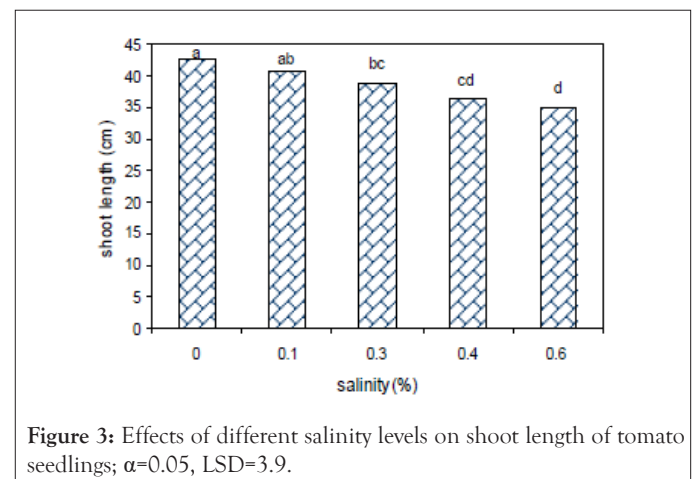 45
40
35
30
25
20
15
10
5
0
shoot length (cm)
a
ab
bc
cd
d
0 0.1 0.3 0.4 0.6
salinity(%)
Figure 3: Effects of different salinity levels on shoot length of tomato
seedlings; α=0.05, LSD=3.9.